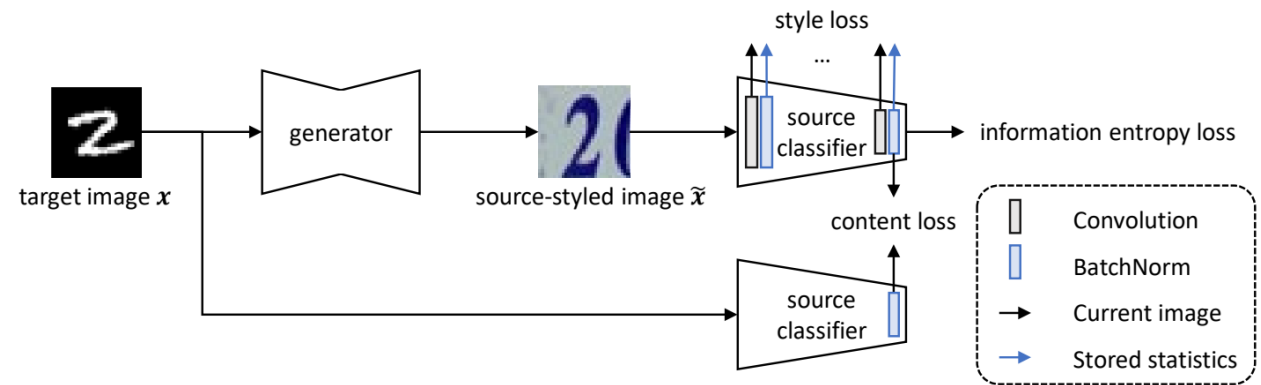 style loss
...
generator
source
classifier
information entropy loss
target image x
source-styled image x̃
2
content loss
source
classifier
Convolution
BatchNorm
Current image
Stored statistics